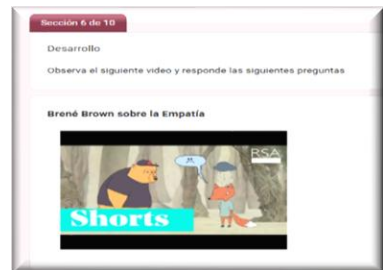 Sección 6 de 10
Desarrollo
Observa el siguiente video y responde las siguientes preguntas
Brené Brown sobre la Empatía
RSA
Shorts